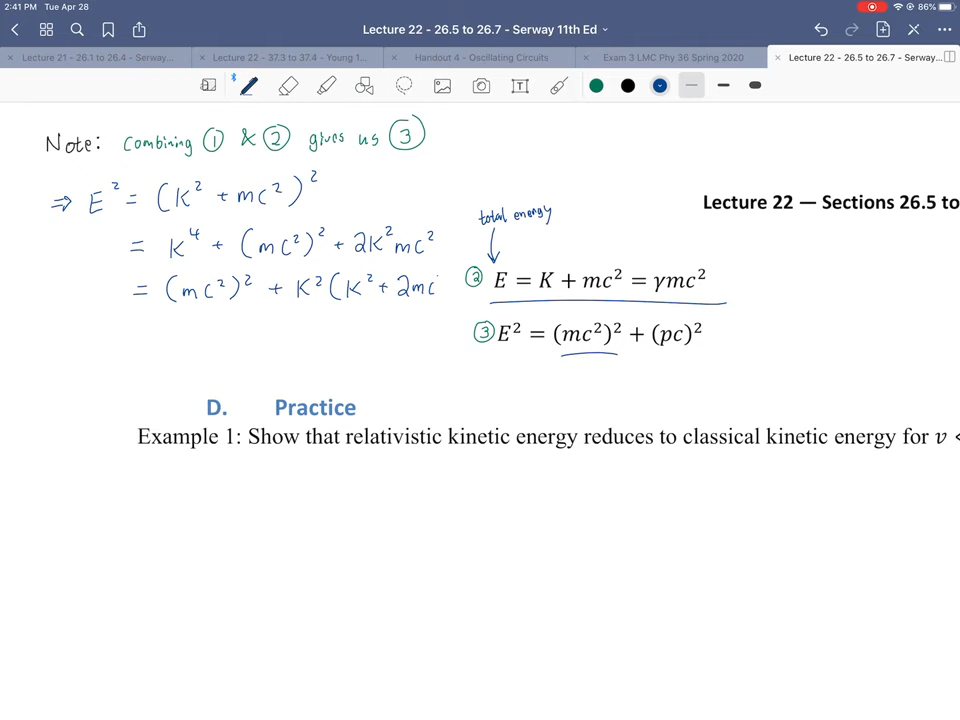 2:41 PM Tue Apr 28
86%
Lecture 22 - 26.5 to 26.7 - Serway 11th Ed
Lecture 21 - 26.1 to 26.4 - Serway...
Lecture 22 - 37.3 to 37.4 - Young 1...
Handout 4 - Oscillating Circuits
Exam 3 LMC Phy 36 Spring 2020
Lecture 22 - 26.5 to 26.7 - Serway...
Note: Combining ① & ② gives us ③
⇒ E² = (K² + mc²)²
= K⁴ + (mc²)² + 2K²mc²
= (mc²)² + K²(K² + 2mc
Lecture 22 — Sections 26.5 to
total energy
② E = K + mc² = γmc²
③ E² = (mc²)² + (pc)²
D. Practice
Example 1: Show that relativistic kinetic energy reduces to classical kinetic energy for v <